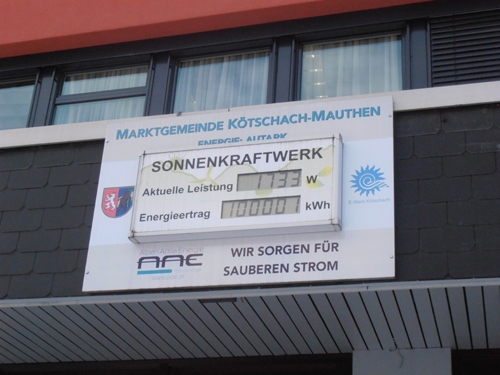 MARKTGEMEINDE KÖTSCHACH-MAUTHEN
ENERGIE: AUTARK
SONNENKRAFTWERK
Aktuelle Leistung 733 W
Energieertrag 10000 kWh
AAE
WIR SORGEN FÜR
SAUBEREN STROM